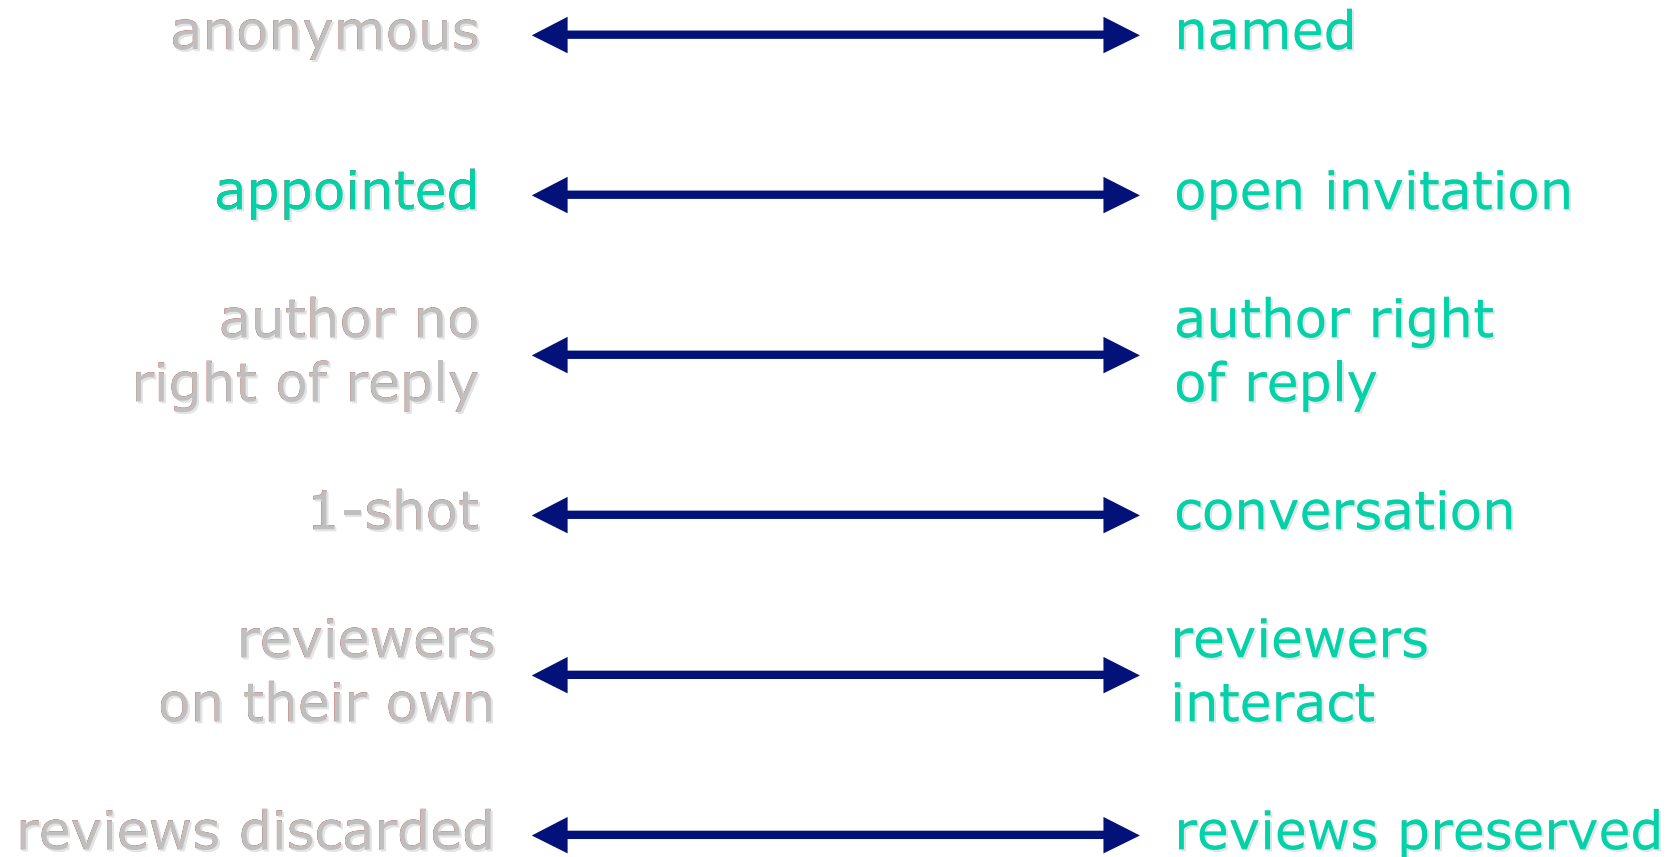 anonymous named
appointed open invitation
author no author right
right of reply of reply
1-shot conversation
reviewers reviewers
on their own interact
reviews discarded reviews preserved